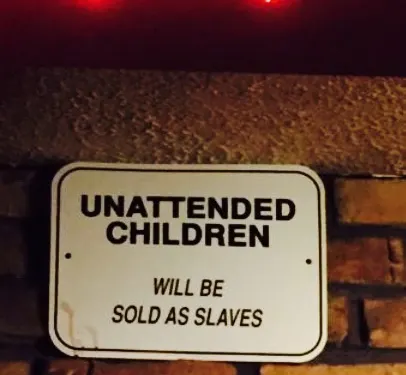 UNATTENDED
CHILDREN
WILL BE
SOLD AS SLAVES